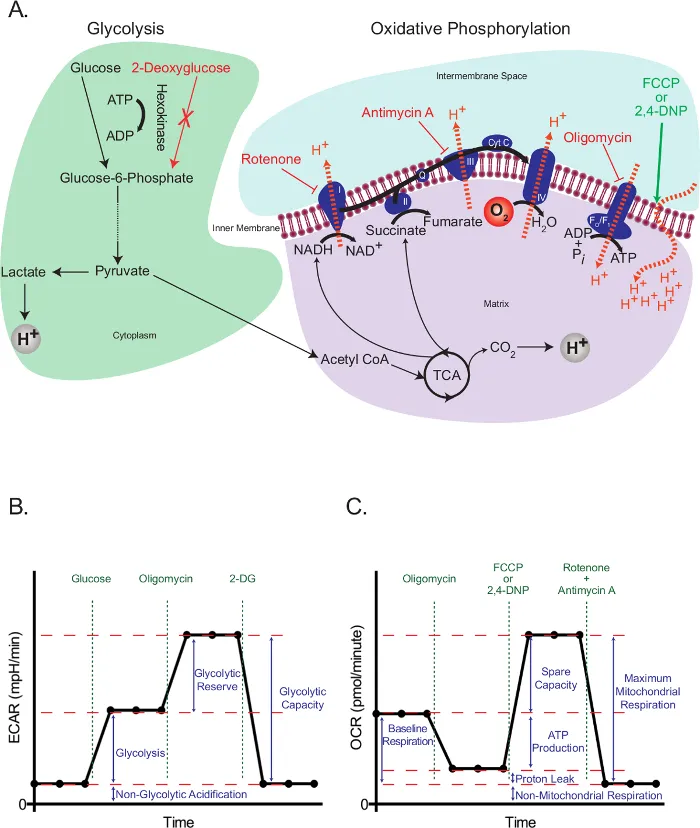 A.
Glycolysis
Oxidative Phosphorylation
Glucose 2-Deoxyglucose
ATP
ADP
Hexokinase
Glucose-6-Phosphate
Lactate
Pyruvate
H+
Cytoplasm
Intermembrane Space
FCCP
or
2,4-DNP
Antimycin A
H+
H+
Oligomycin
Rotenone
H+
Cyt C
Q
I
II
III
IV
Inner Membrane
NADH
NAD+
Succinate
Fumarate
O2
H2O
ADP
+
Pi
Fo/F1
ATP
H+
H+
H+
H+
H+
H+
H+
Matrix
Acetyl CoA
TCA
CO2
H+
B.
Glucose
Oligomycin
2-DG
ECAR (mpH/min)
Glycolytic
Reserve
Glycolytic
Capacity
Glycolysis
Non-Glycolytic Acidification
0
Time
C.
Oligomycin
FCCP
or
2,4-DNP
Rotenone
+
Antimycin A
OCR (pmol/minute)
Baseline
Respiration
Spare
Capacity
Maximum
Mitochondrial
Respiration
ATP
Production
Proton Leak
Non-Mitochondrial Respiration
0
Time